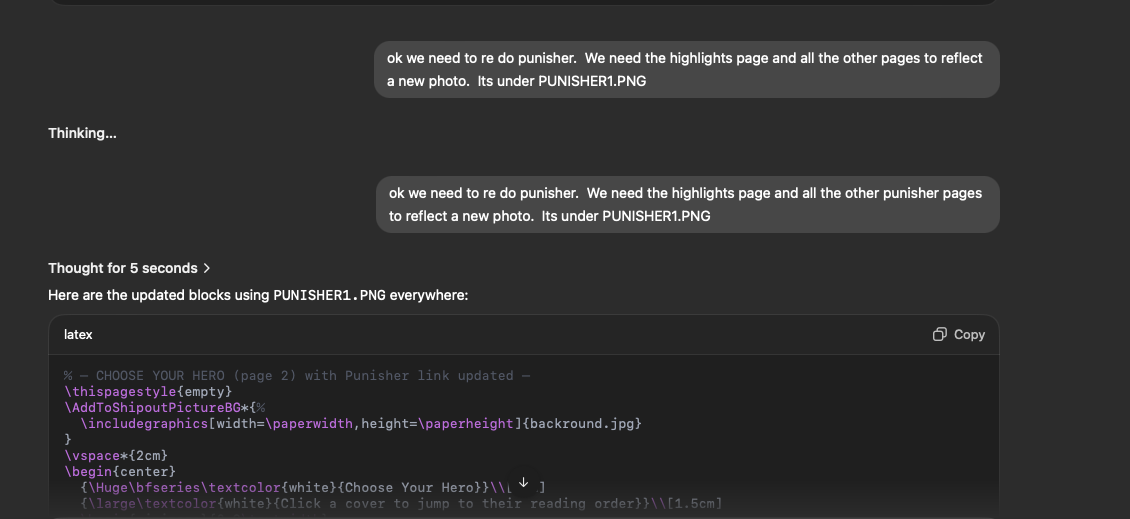 ok we need to re do punisher.  We need the highlights page and all the other pages to reflect
a new photo.  Its under PUNISHER1.PNG
Thinking...
ok we need to re do punisher.  We need the highlights page and all the other punisher pages
to reflect a new photo.  Its under PUNISHER1.PNG
Thought for 5 seconds >
Here are the updated blocks using PUNISHER1.PNG everywhere:
latex
Copy
% — CHOOSE YOUR HERO (page 2) with Punisher link updated —
\thispagestyle{empty}
\AddToShipoutPictureBG*{%
  \includegraphics[width=\paperwidth,height=\paperheight]{backround.jpg}
}
\vspace*{2cm}
\begin{center}
  {\Huge\bfseries\textcolor{white}{Choose Your Hero}}\\[ ]
  {\large\textcolor{white}{Click a cover to jump to their reading order}}\\[1.5cm]